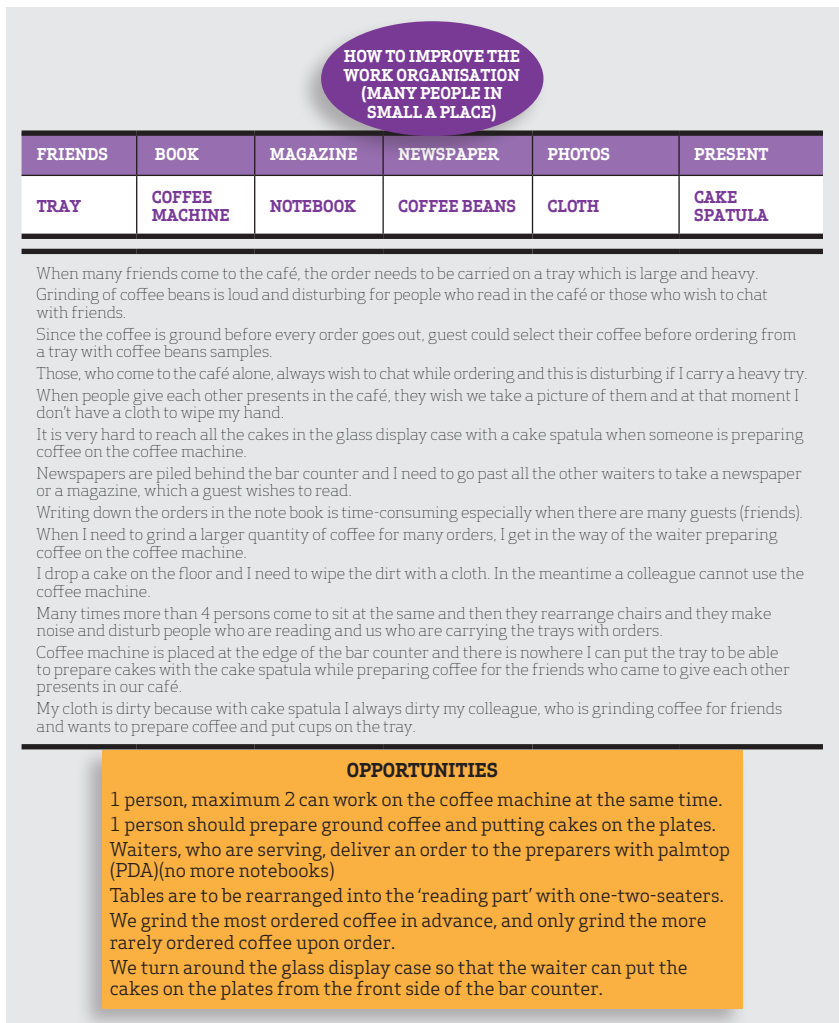 HOW TO IMPROVE THE
WORK ORGANISATION
(MANY PEOPLE IN
SMALL A PLACE)
FRIENDS BOOK MAGAZINE NEWSPAPER PHOTOS PRESENT
TRAY COFFEE MACHINE NOTEBOOK COFFEE BEANS CLOTH CAKE SPATULA
When many friends come to the café, the order needs to be carried on a tray which is large and heavy.
Grinding of coffee beans is loud and disturbing for people who read in the café or those who wish to chat
with friends.
Since the coffee is ground before every order goes out, guest could select their coffee before ordering from
a tray with coffee beans samples.
Those, who come to the café alone, always wish to chat while ordering and this is disturbing if I carry a heavy try.
When people give each other presents in the café, they wish we take a picture of them and at that moment I
don't have a cloth to wipe my hand.
It is very hard to reach all the cakes in the glass display case with a cake spatula when someone is preparing
coffee on the coffee machine.
Newspapers are piled behind the bar counter and I need to go past all the other waiters to take a newspaper
or a magazine, which a guest wishes to read.
Writing down the orders in the note book is time-consuming especially when there are many guests (friends).
When I need to grind a larger quantity of coffee for many orders, I get in the way of the waiter preparing
coffee on the coffee machine.
I drop a cake on the floor and I need to wipe the dirt with a cloth. In the meantime a colleague cannot use the
coffee machine.
Many times more than 4 persons come to sit at the same and then they rearrange chairs and they make
noise and disturb people who are reading and us who are carrying the trays with orders.
Coffee machine is placed at the edge of the bar counter and there is nowhere I can put the tray to be able
to prepare cakes with the cake spatula while preparing coffee for the friends who came to give each other
presents in our café.
My cloth is dirty because with cake spatula I always dirty my colleague, who is grinding coffee for friends
and wants to prepare coffee and put cups on the tray.
OPPORTUNITIES
1 person, maximum 2 can work on the coffee machine at the same time.
1 person should prepare ground coffee and putting cakes on the plates.
Waiters, who are serving, deliver an order to the preparers with palmtop
(PDA)(no more notebooks)
Tables are to be rearranged into the ‘reading part’ with one-two-seaters.
We grind the most ordered coffee in advance, and only grind the more
rarely ordered coffee upon order.
We turn around the glass display case so that the waiter can put the
cakes on the plates from the front side of the bar counter.